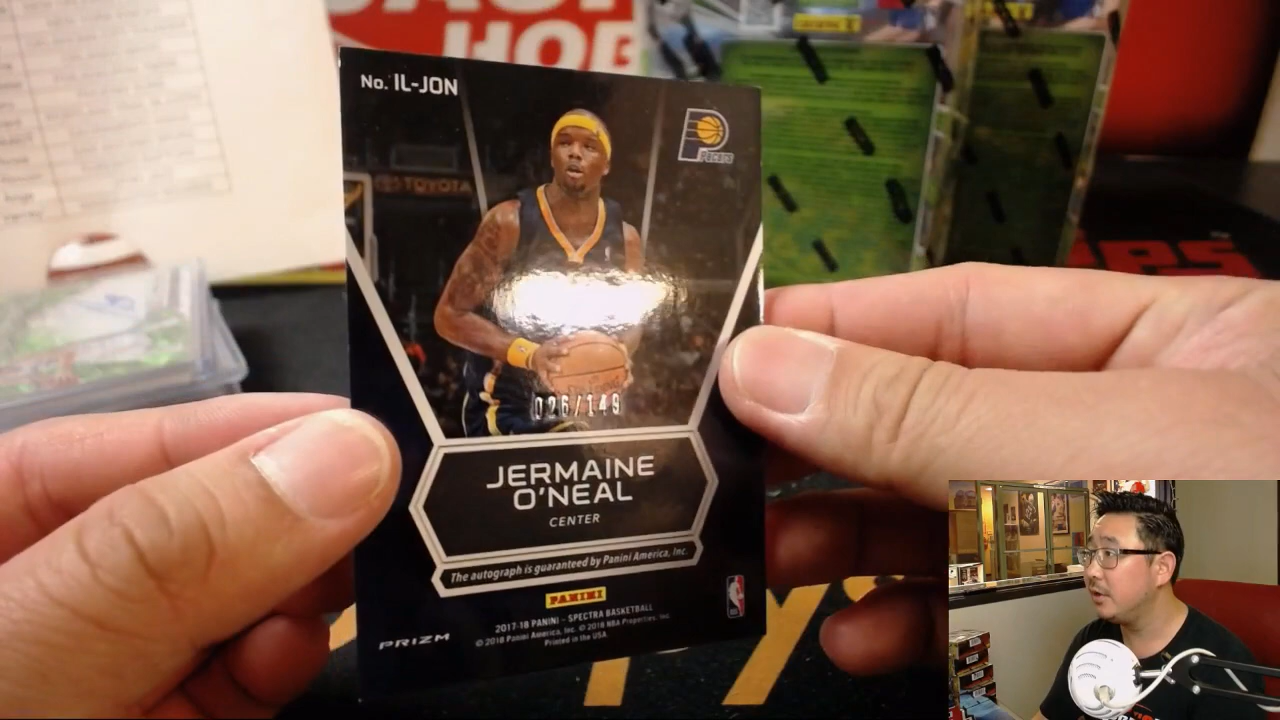 HOB
No. IL-JON
Pacers
TOYOTA
026/149
JERMAINE
O'NEAL
CENTER
The autograph is guaranteed by Panini America, Inc.
PANINI
2017-18 PANINI - SPECTRA BASKETBALL
© 2018 Panini America, Inc. © 2018 NBA Properties, Inc.
Printed in the USA.
PRIZM